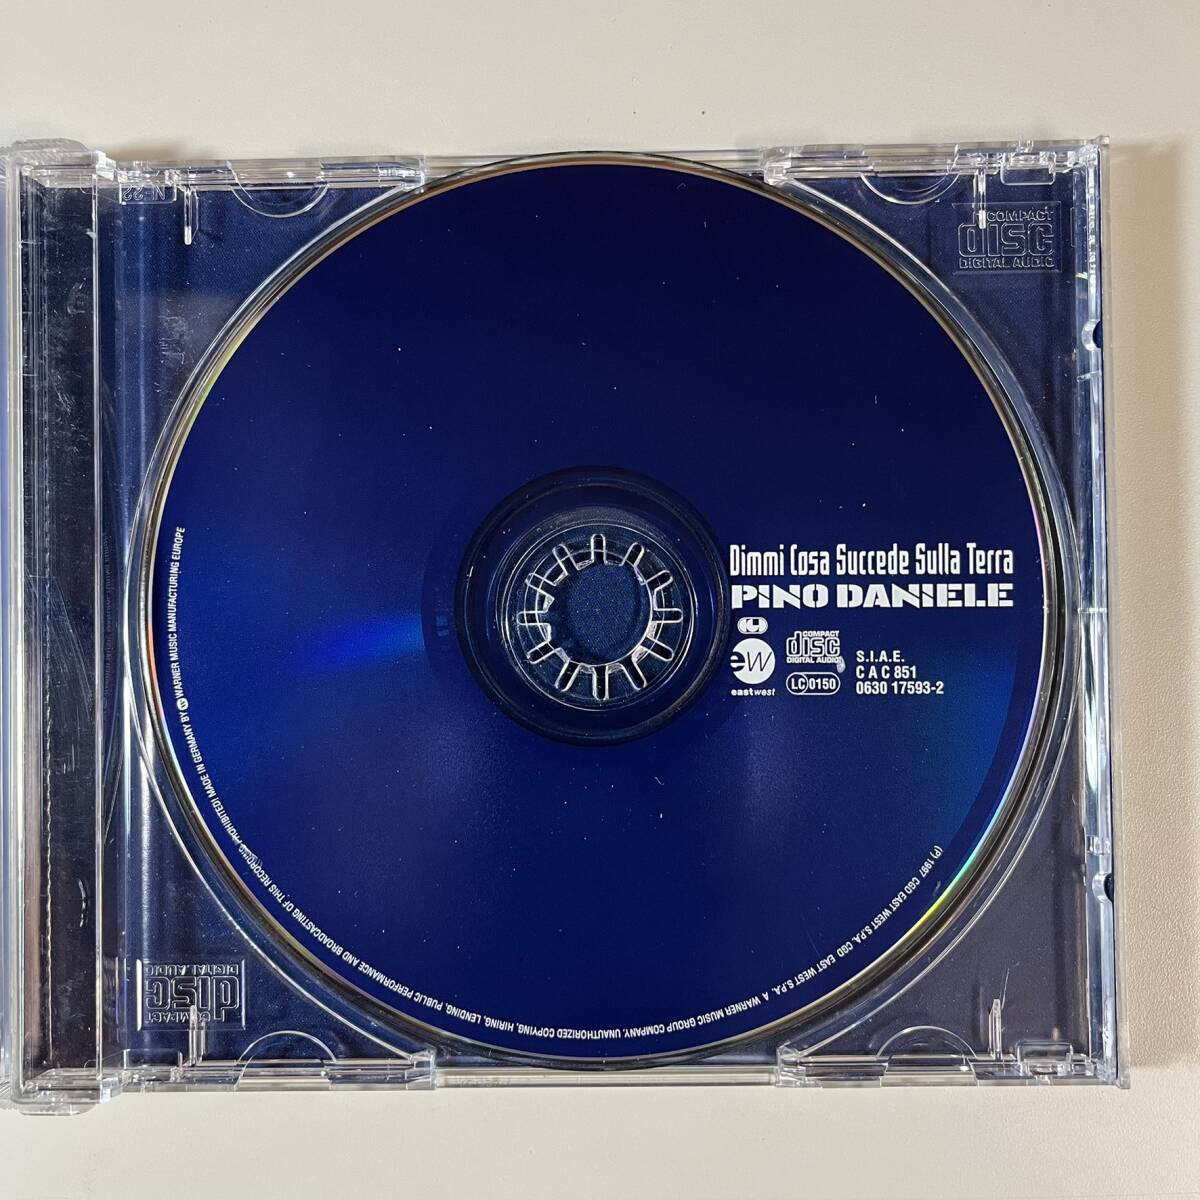 Dimmi Cosa Succede Sulla Terra
PINO DANIELE
ew
eastwest
COMPACT
disc
DIGITAL AUDIO
LC 0150
S.I.A.E.
C A C 851
0630 17593-2
(P) 1997 CGD EAST WEST S.P.A. CGD EAST WEST S.P.A. A WARNER MUSIC GROUP COMPANY. UNAUTHORIZED COPYING, HIRING, LENDING, PUBLIC PERFORMANCE AND BROADCASTING OF THIS RECORDING PROHIBITED! MADE IN GERMANY BY WARNER MUSIC MANUFACTURING EUROPE
COMPACT
disc
DIGITAL AUDIO
COMPACT
disc
DIGITAL AUDIO